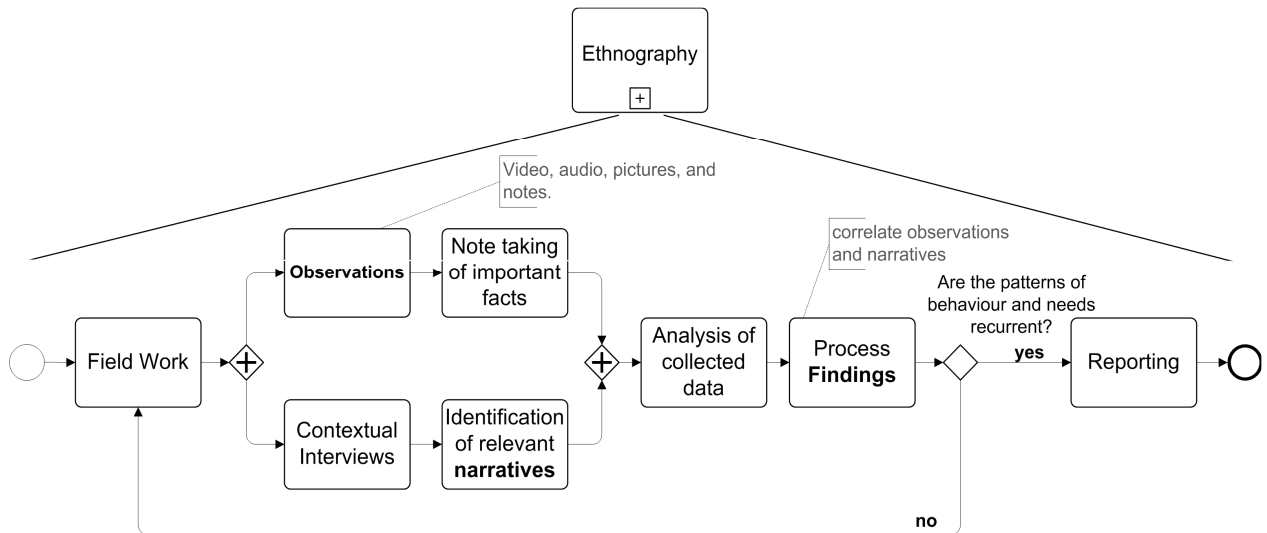 Ethnography
Video, audio, pictures, and
notes.
correlate observations
and narratives
Observations
Note taking
of important
facts
Are the patterns of
behaviour and needs
recurrent?
Field Work
Analysis of
collected
data
Process
Findings
yes
Reporting
Contextual
Interviews
Identification
of relevant
narratives
no